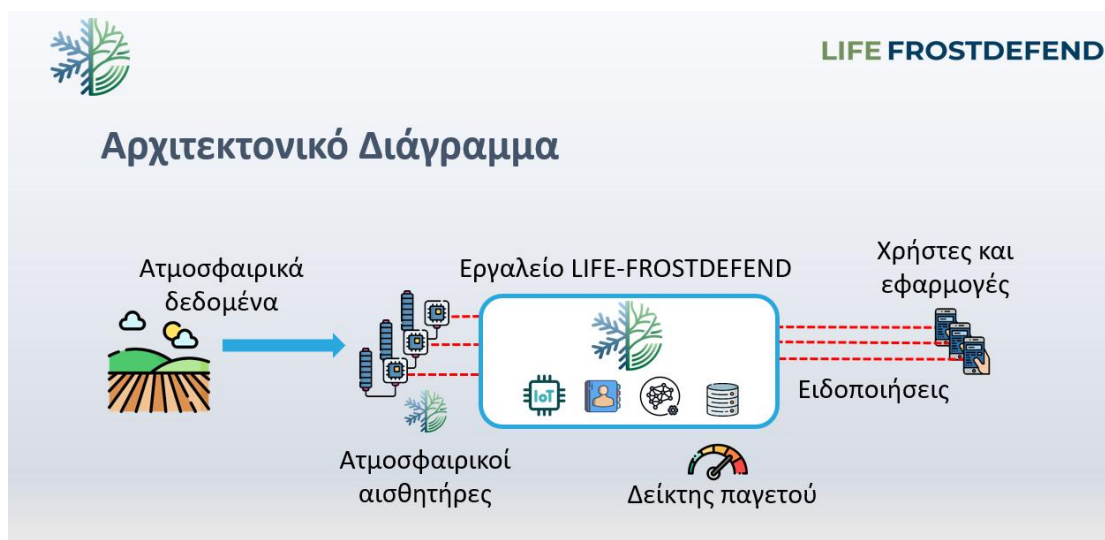 LIFE FROSTDEFEND
Αρχιτεκτονικό Διάγραμμα
Ατμοσφαιρικά
δεδομένα
Εργαλείο LIFE-FROSTDEFEND
Χρήστες και
εφαρμογές
IoT
Ειδοποιήσεις
Ατμοσφαιρικοί
αισθητήρες
Δείκτης παγετού